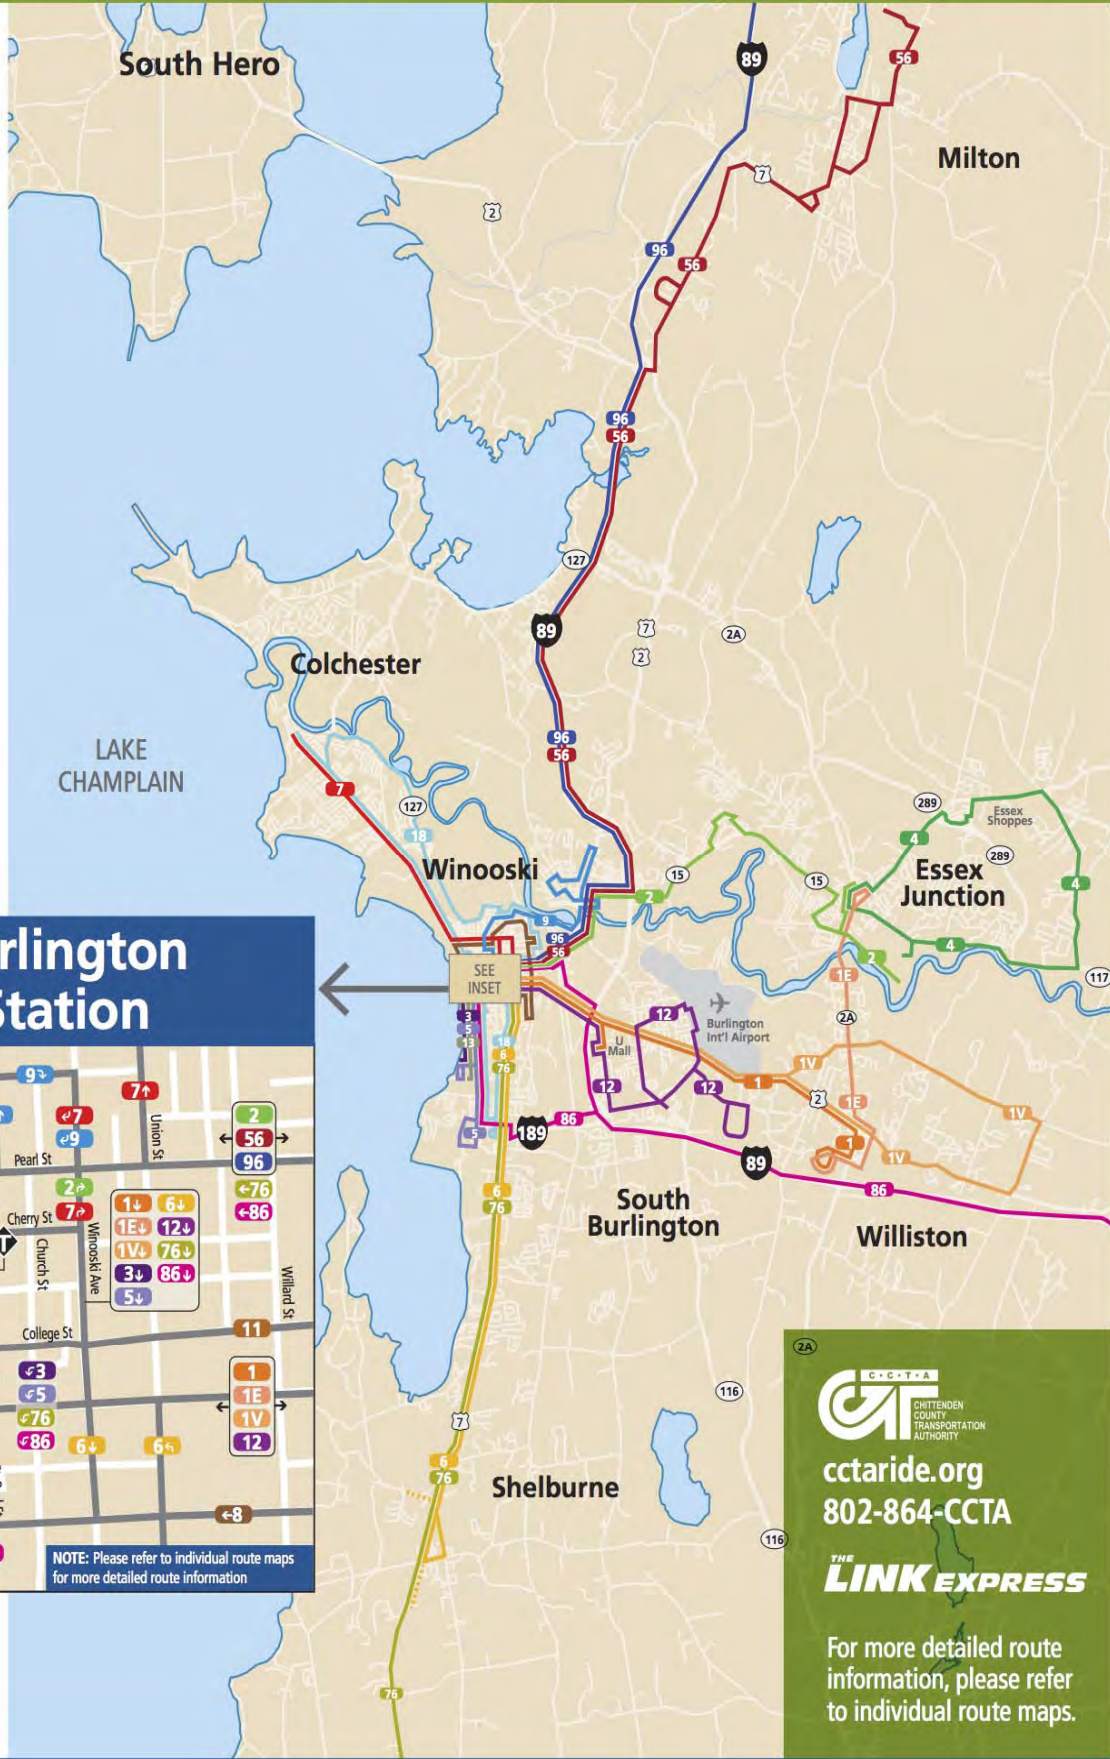 South Hero
89
56
Milton
7
2
96
56
96
56
127
89
7
2A
2
Colchester
LAKE
CHAMPLAIN
96
56
7
127
18
289
Essex
Shoppes
4
289
Winooski
15
15
Essex
Junction
4
2
9
96
56
4
2
1E
117
SEE
INSET
12
2A
Burlington
Int'l Airport
U
Mall
3
5
13
18
6
76
1V
1
12
12
2
1E
1V
86
5
189
1
1V
89
86
6
76
South
Burlington
Williston
7
116
6
76
Shelburne
116
76
rlington
Station
9
7
7
9
Union St
2
56
96
Pearl St
2
76
7
86
Cherry St
T
Church St
Winooski Ave
1 6
1E 12
1V 76
3 86
5
Willard St
College St
11
3
5
76
86
1
1E
1V
12
6
6
8
NOTE: Please refer to individual route maps
for more detailed route information
2A
C·C·T·A
CHITTENDEN
COUNTY
TRANSPORTATION
AUTHORITY
cctaride.org
802-864-CCTA
THE
LINK EXPRESS
For more detailed route
information, please refer
to individual route maps.